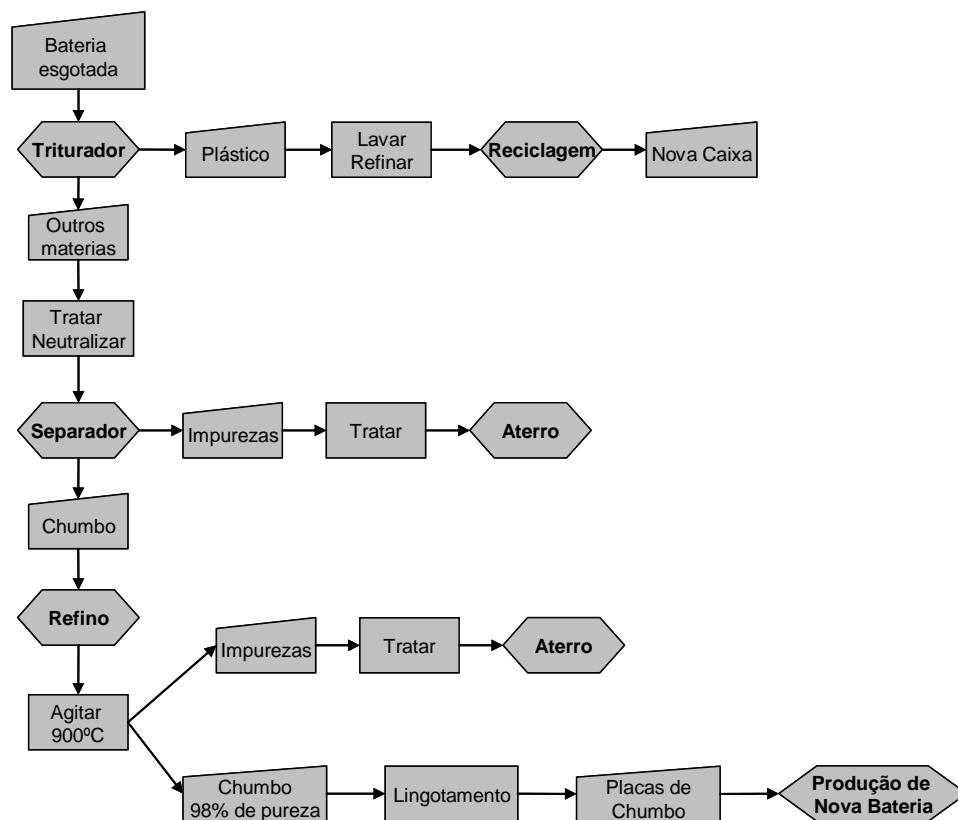 Bateria
esgotada
Triturador
Plástico
Lavar
Refinar
Reciclagem
Nova Caixa
Outros
materias
Tratar
Neutralizar
Separador
Impurezas
Tratar
Aterro
Chumbo
Refino
Impurezas
Tratar
Aterro
Agitar
900ºC
Chumbo
98% de pureza
Lingotamento
Placas de
Chumbo
Produção de
Nova Bateria